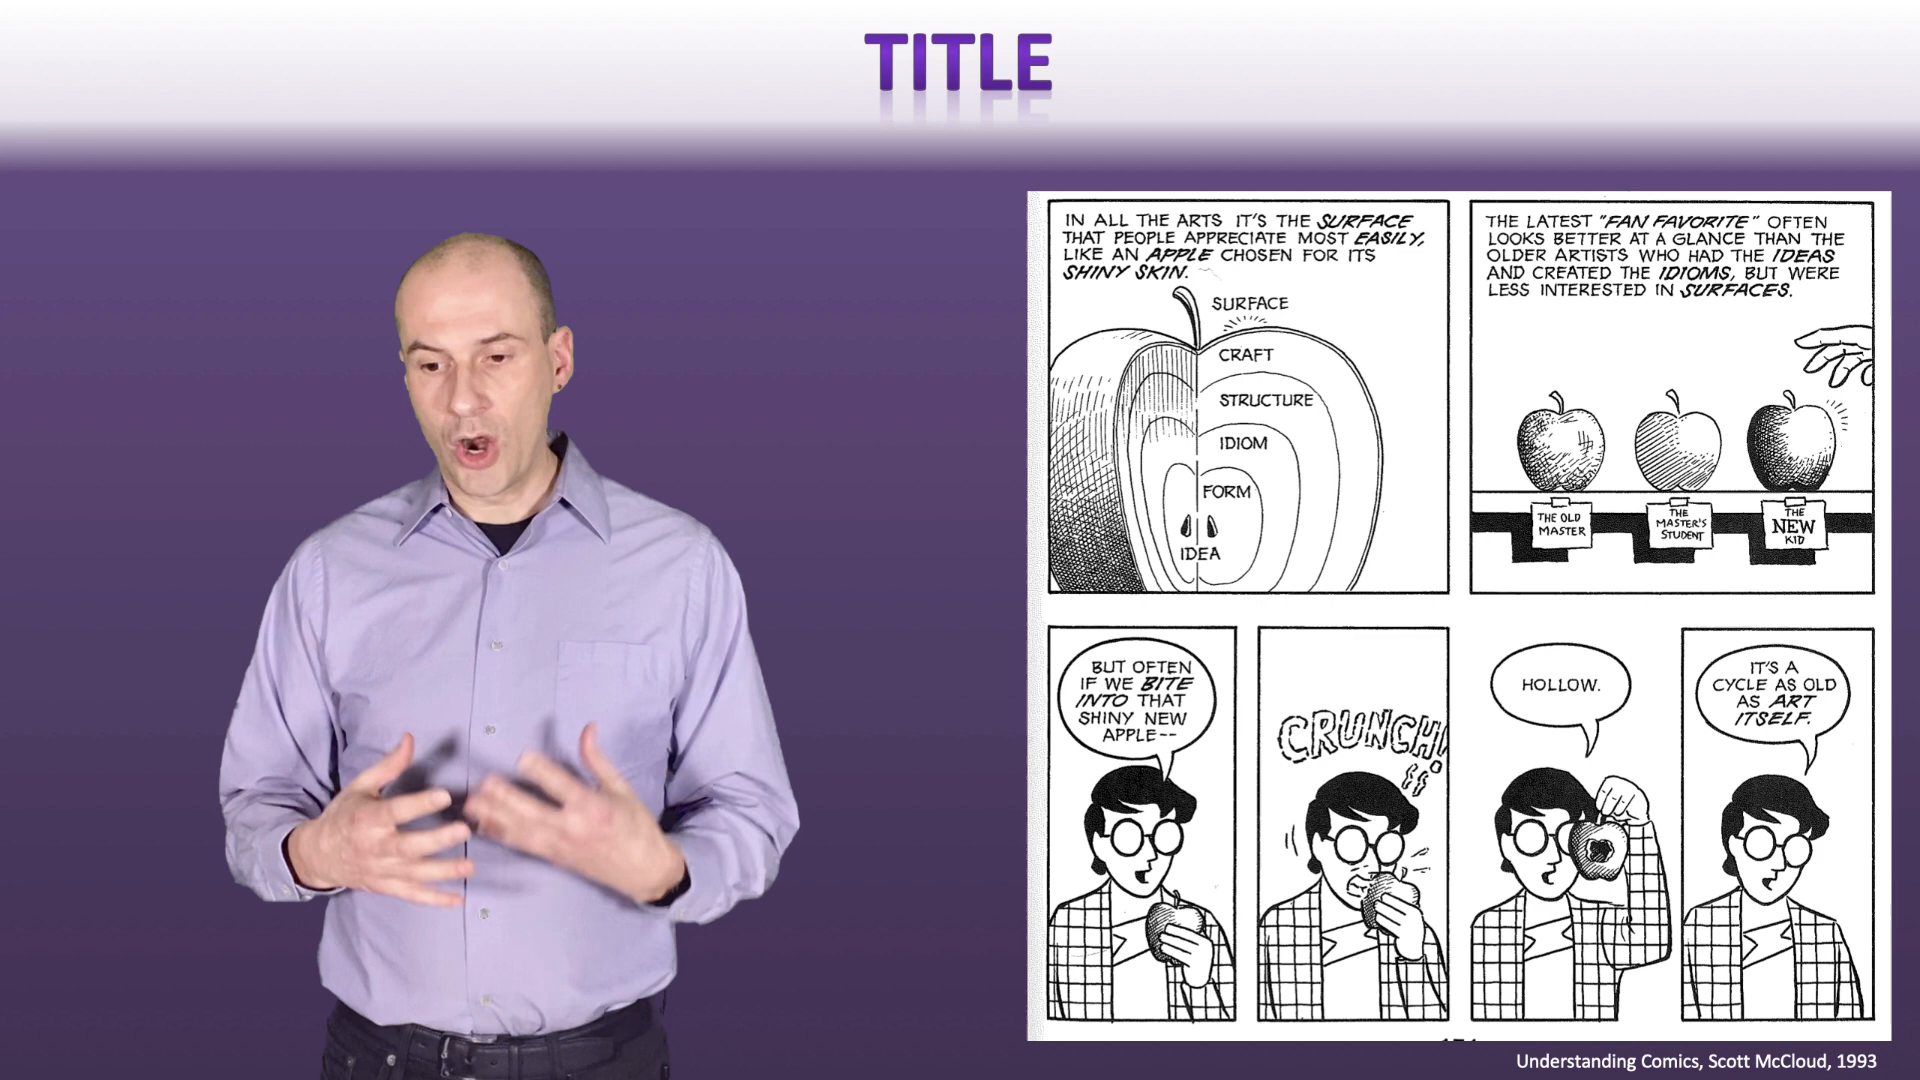 TITLE
IN ALL THE ARTS IT'S THE SURFACE
THAT PEOPLE APPRECIATE MOST EASILY,
LIKE AN APPLE CHOSEN FOR ITS
SHINY SKIN.
SURFACE
CRAFT
STRUCTURE
IDIOM
FORM
IDEA
THE LATEST "FAN FAVORITE" OFTEN
LOOKS BETTER AT A GLANCE THAN THE
OLDER ARTISTS WHO HAD THE IDEAS
AND CREATED THE IDIOMS, BUT WERE
LESS INTERESTED IN SURFACES.
THE OLD
MASTER
THE
MASTER'S
STUDENT
THE
NEW
KID
BUT OFTEN
IF WE BITE
INTO THAT
SHINY NEW
APPLE--
CRUNCH!
HOLLOW.
IT'S A
CYCLE AS OLD
AS ART
ITSELF.
Understanding Comics, Scott McCloud, 1993